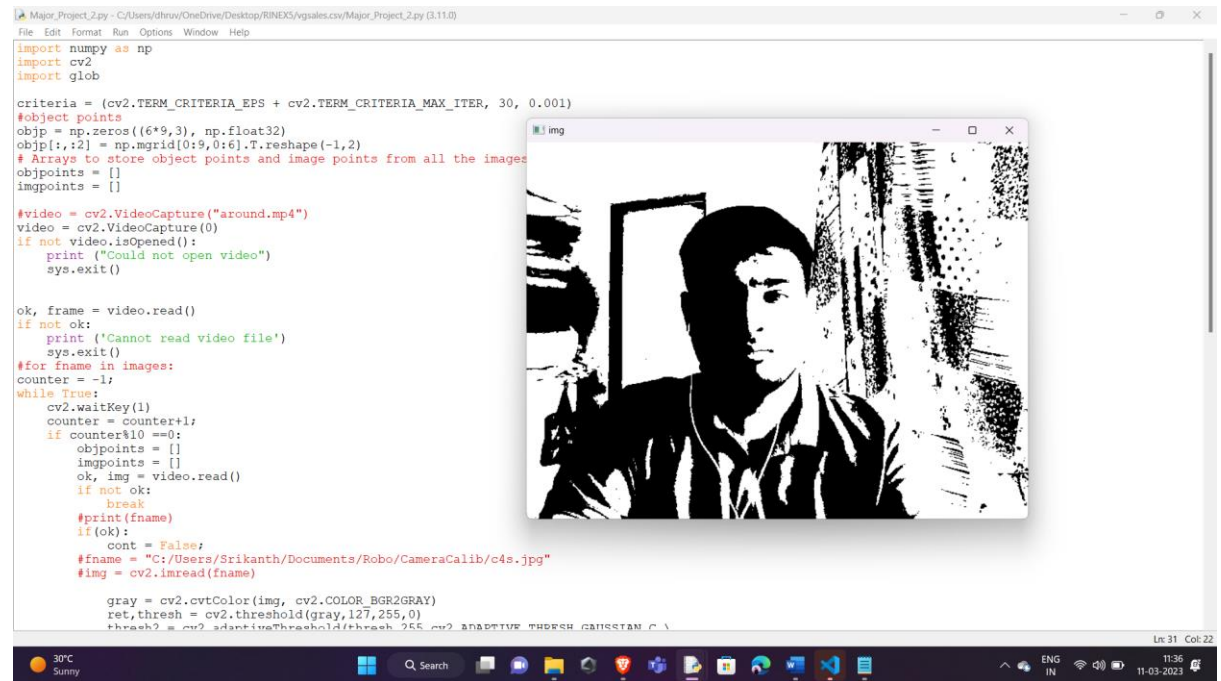 Major_Project_2.py - C:/Users/dhruv/OneDrive/Desktop/RINEX5/vgsales.csv/Major_Project_2.py (3.11.0)
File Edit Format Run Options Window Help
import numpy as np
import cv2
import glob
criteria = (cv2.TERM_CRITERIA_EPS + cv2.TERM_CRITERIA_MAX_ITER, 30, 0.001)
#object points
objp = np.zeros((6*9,3), np.float32)
objp[:,:2] = np.mgrid[0:9,0:6].T.reshape(-1,2)
# Arrays to store object points and image points from all the images
objpoints = []
imgpoints = []
#video = cv2.VideoCapture("around.mp4")
video = cv2.VideoCapture(0)
if not video.isOpened():
    print ("Could not open video")
    sys.exit()
ok, frame = video.read()
if not ok:
    print ('Cannot read video file')
    sys.exit()
#for fname in images:
counter = -1;
while True:
    cv2.waitKey(1)
    counter = counter+1;
    if counter%10 ==0:
        objpoints = []
        imgpoints = []
        ok, img = video.read()
        if not ok:
            break
        #print(fname)
        if(ok):
            cont = False;
        #fname = "C:/Users/Srikanth/Documents/Robo/CameraCalib/c4s.jpg"
        #img = cv2.imread(fname)
            gray = cv2.cvtColor(img, cv2.COLOR_BGR2GRAY)
            ret,thresh = cv2.threshold(gray,127,255,0)
            thresh2 = cv2.adaptiveThreshold(thresh,255,cv2.ADAPTIVE_THRESH_GAUSSIAN_C,\
img
Ln: 31 Col: 22
30°C
Sunny
Search
ENG
IN
11:36
11-03-2023